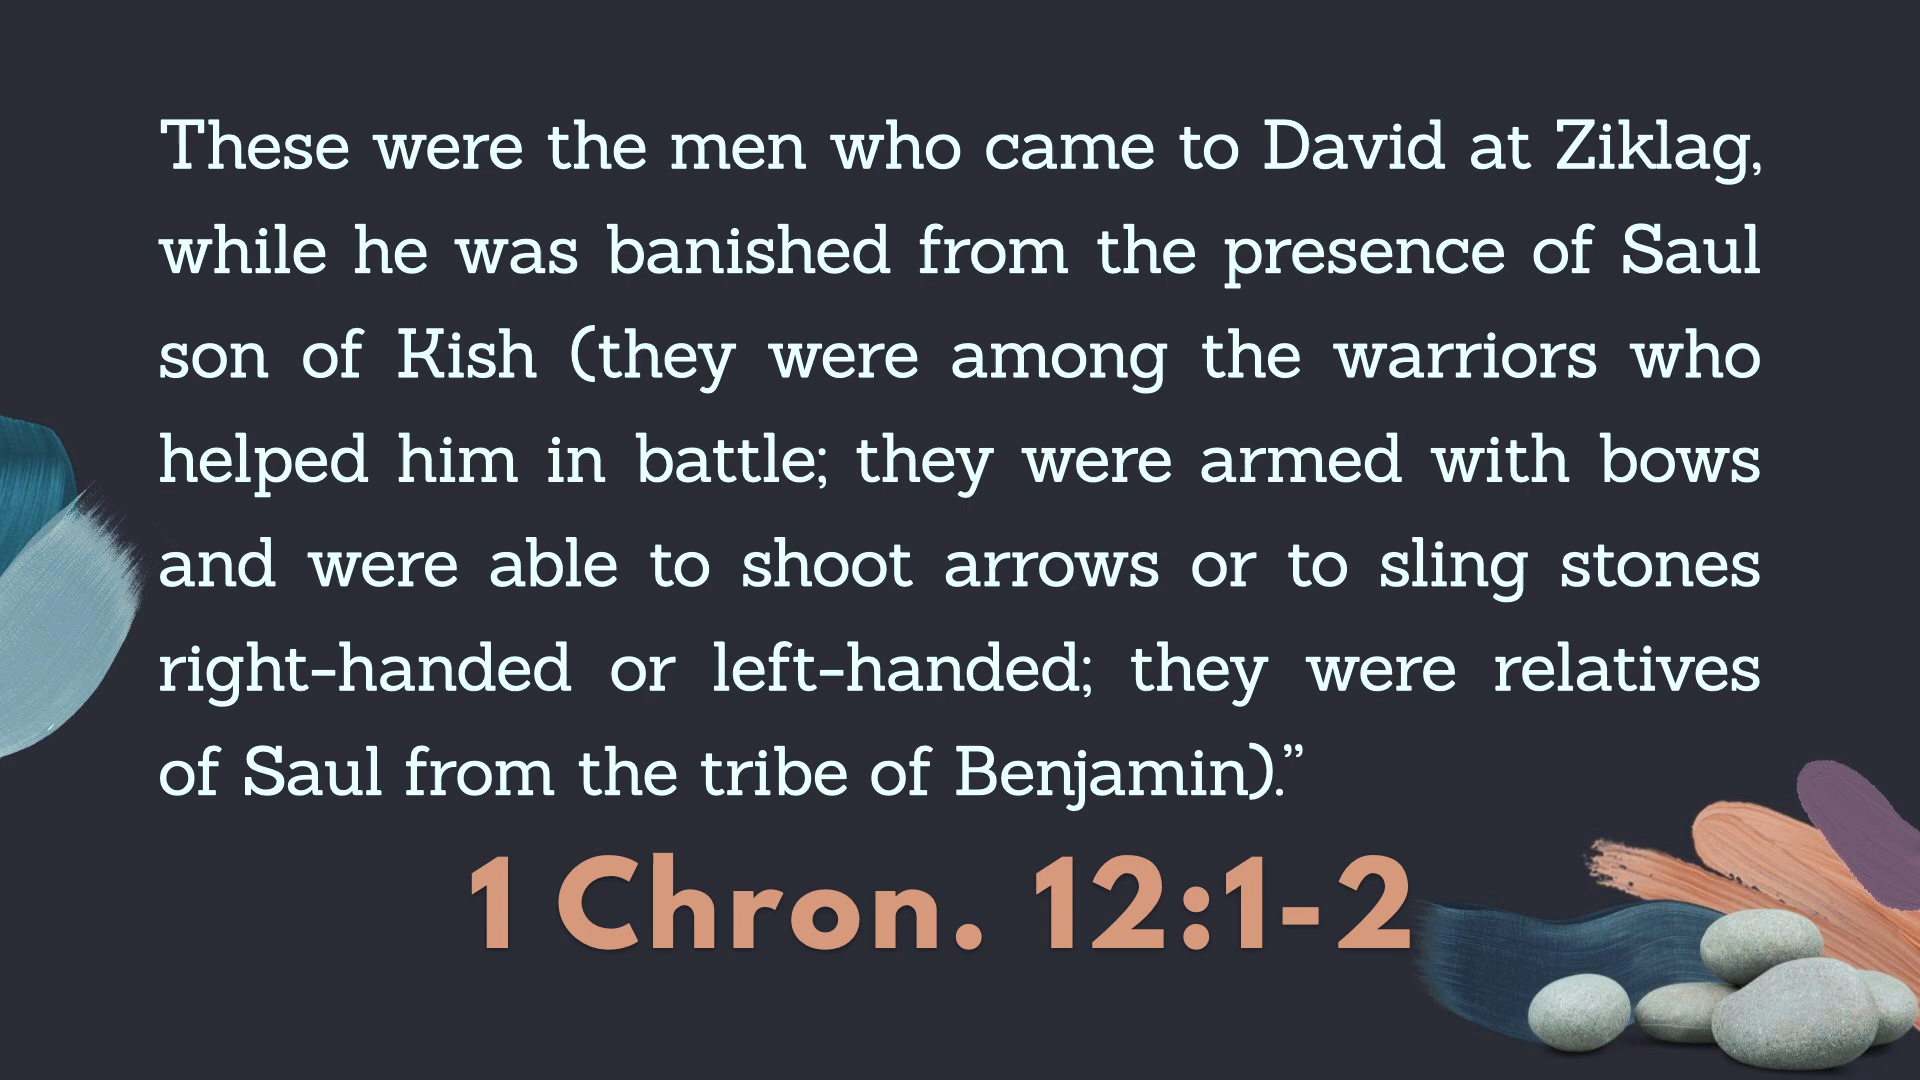 These were the men who came to David at Ziklag,
while he was banished from the presence of Saul
son of Kish (they were among the warriors who
helped him in battle; they were armed with bows
and were able to shoot arrows or to sling stones
right-handed or left-handed; they were relatives
of Saul from the tribe of Benjamin).”
1 Chron. 12:1-2